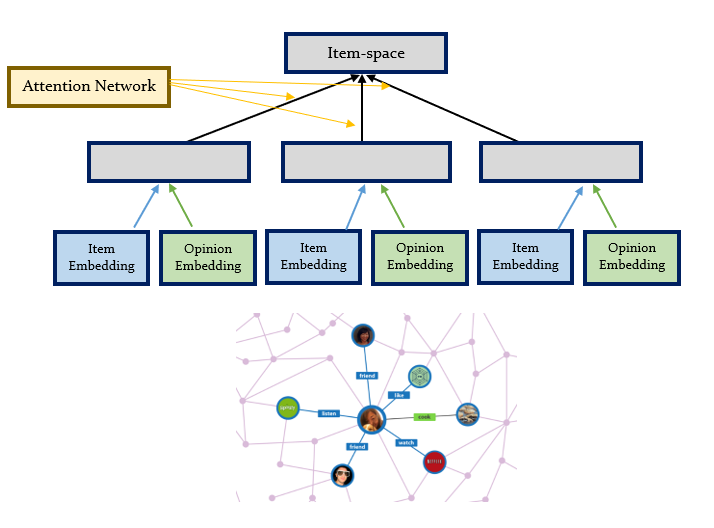 Item-space
Attention Network
Item
Embedding
Opinion
Embedding
Item
Embedding
Opinion
Embedding
Item
Embedding
Opinion
Embedding
friend
like
listen
cook
watch
friend